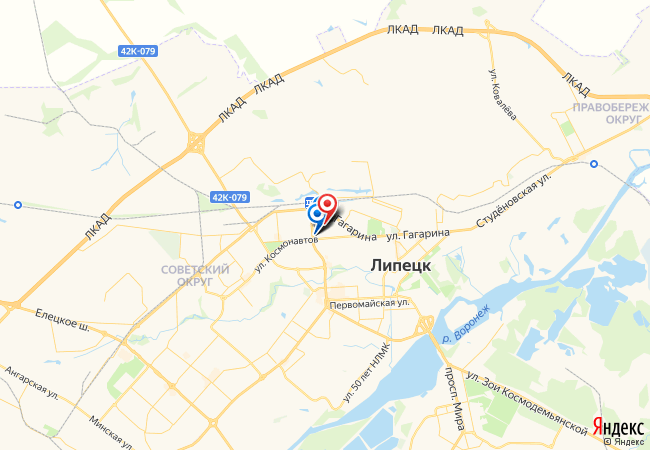 ЛКАД
ЛКАД
42К-079
ЛКАД
ЛКАД
ул. Ковалёва
ЛКАД
ПРАВОБЕРЕЖ
ОКРУГ
42К-079
Студёновская ул.
ЛКАД
Гагарина
ул. Гагарина
ул. Космонавтов
СОВЕТСКИЙ
ОКРУГ
Липецк
Первомайская ул.
Елецкое ш.
р. Воронеж
ул. 50 лет НЛМК
Ангарская ул.
просп. Мира
ул. Зои Космодемьянской
Минская ул.
Яндекс
© Яндекс